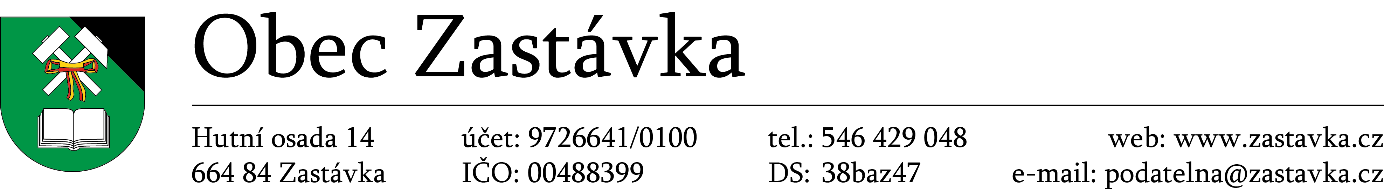 Obec Zastávka
Hutní osada 14 účet: 9726641/0100 tel.: 546 429 048 web: www.zastavka.cz
664 84 Zastávka IČO: 00488399 DS: 38baz47 e-mail: podatelna@zastavka.cz